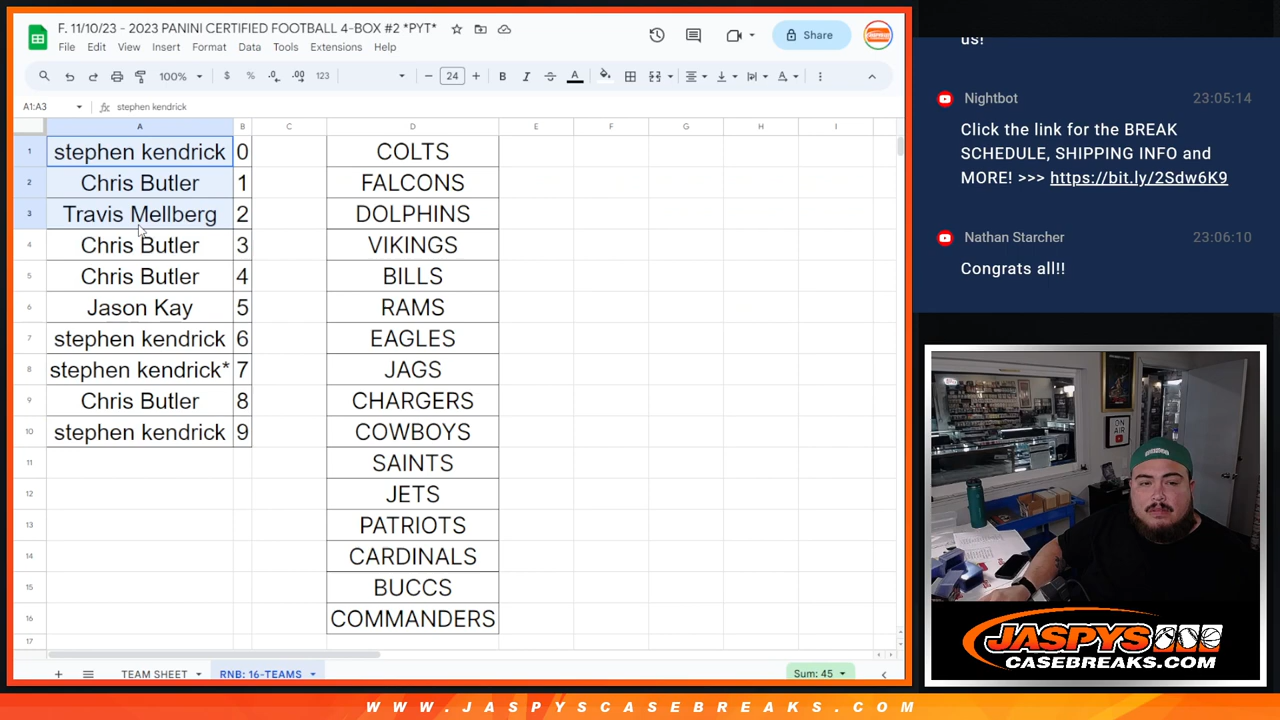 F. 11/10/23 - 2023 PANINI CERTIFIED FOOTBALL 4-BOX #2 *PYT*
File Edit View Insert Format Data Tools Extensions Help
Share
100% $ % .0 .00 123 24 B I A
A1:A3 fx stephen kendrick
A B C D E F G H I
1 stephen kendrick 0 COLTS
2 Chris Butler 1 FALCONS
3 Travis Mellberg 2 DOLPHINS
4 Chris Butler 3 VIKINGS
5 Chris Butler 4 BILLS
6 Jason Kay 5 RAMS
7 stephen kendrick 6 EAGLES
8 stephen kendrick* 7 JAGS
9 Chris Butler 8 CHARGERS
10 stephen kendrick 9 COWBOYS
11 SAINTS
12 JETS
13 PATRIOTS
14 CARDINALS
15 BUCCS
16 COMMANDERS
17
TEAM SHEET RNB: 16-TEAMS Sum: 45
us!
Nightbot 23:05:14
Click the link for the BREAK
SCHEDULE, SHIPPING INFO and
MORE! >>> https://bit.ly/2Sdw6K9
Nathan Starcher 23:06:10
Congrats all!!
ON
AIR
JASPYS
CASEBREAKS.COM
WWW.JASPYSCASEBREAKS.COM